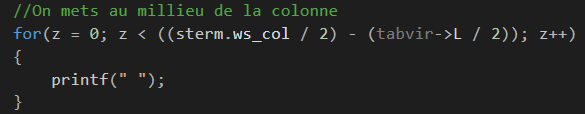 //On mets au millieu de la colonne
for(z = 0; z < ((sterm.ws_col / 2) - (tabvir->L / 2)); z++)
{
    printf(" ");
}